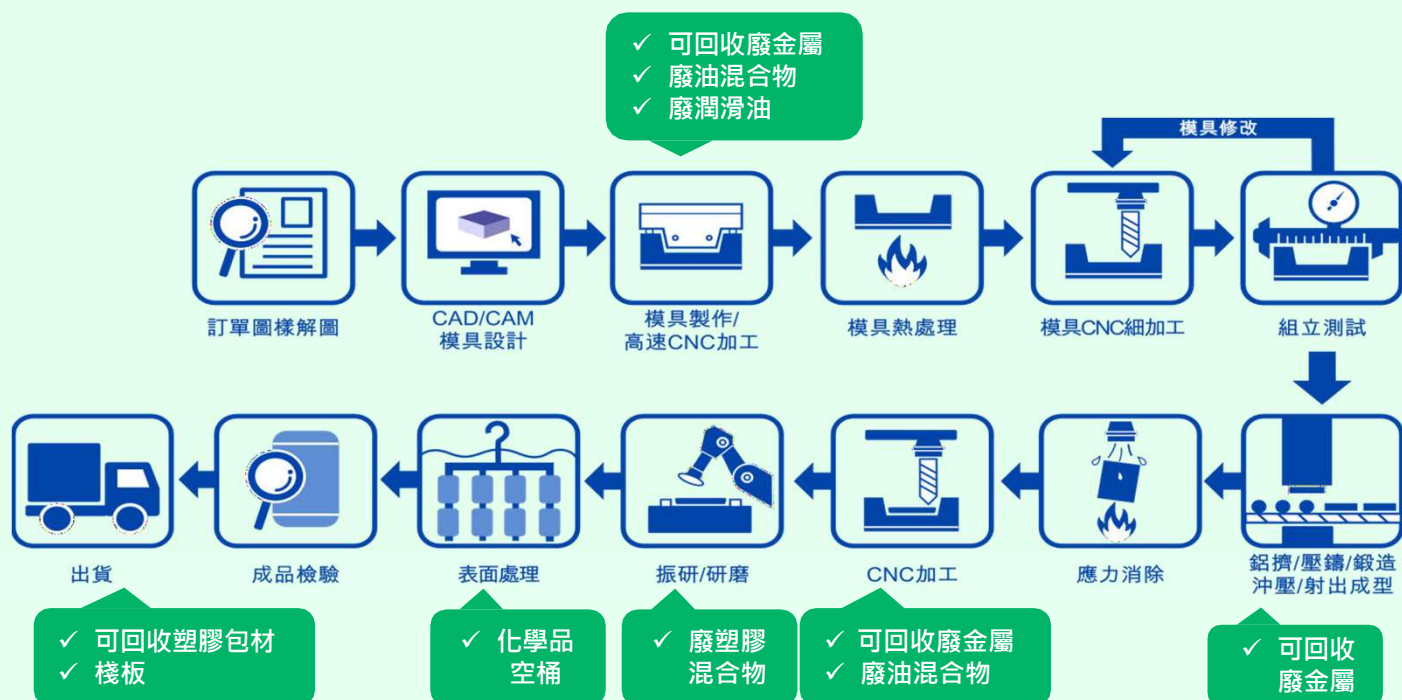 ✓ 可回收廢金屬
✓ 廢油混合物
✓ 廢潤滑油
模具修改
訂單圖樣解圖
CAD/CAM
模具設計
模具製作/
高速CNC加工
模具熱處理
模具CNC細加工
組立測試
出貨
成品檢驗
表面處理
振研/研磨
CNC加工
應力消除
鋁擠/壓鑄/鍛造
沖壓/射出成型
✓ 可回收塑膠包材
✓ 棧板
✓ 化學品
空桶
✓ 廢塑膠
混合物
✓ 可回收廢金屬
✓ 廢油混合物
✓ 可回收
廢金屬